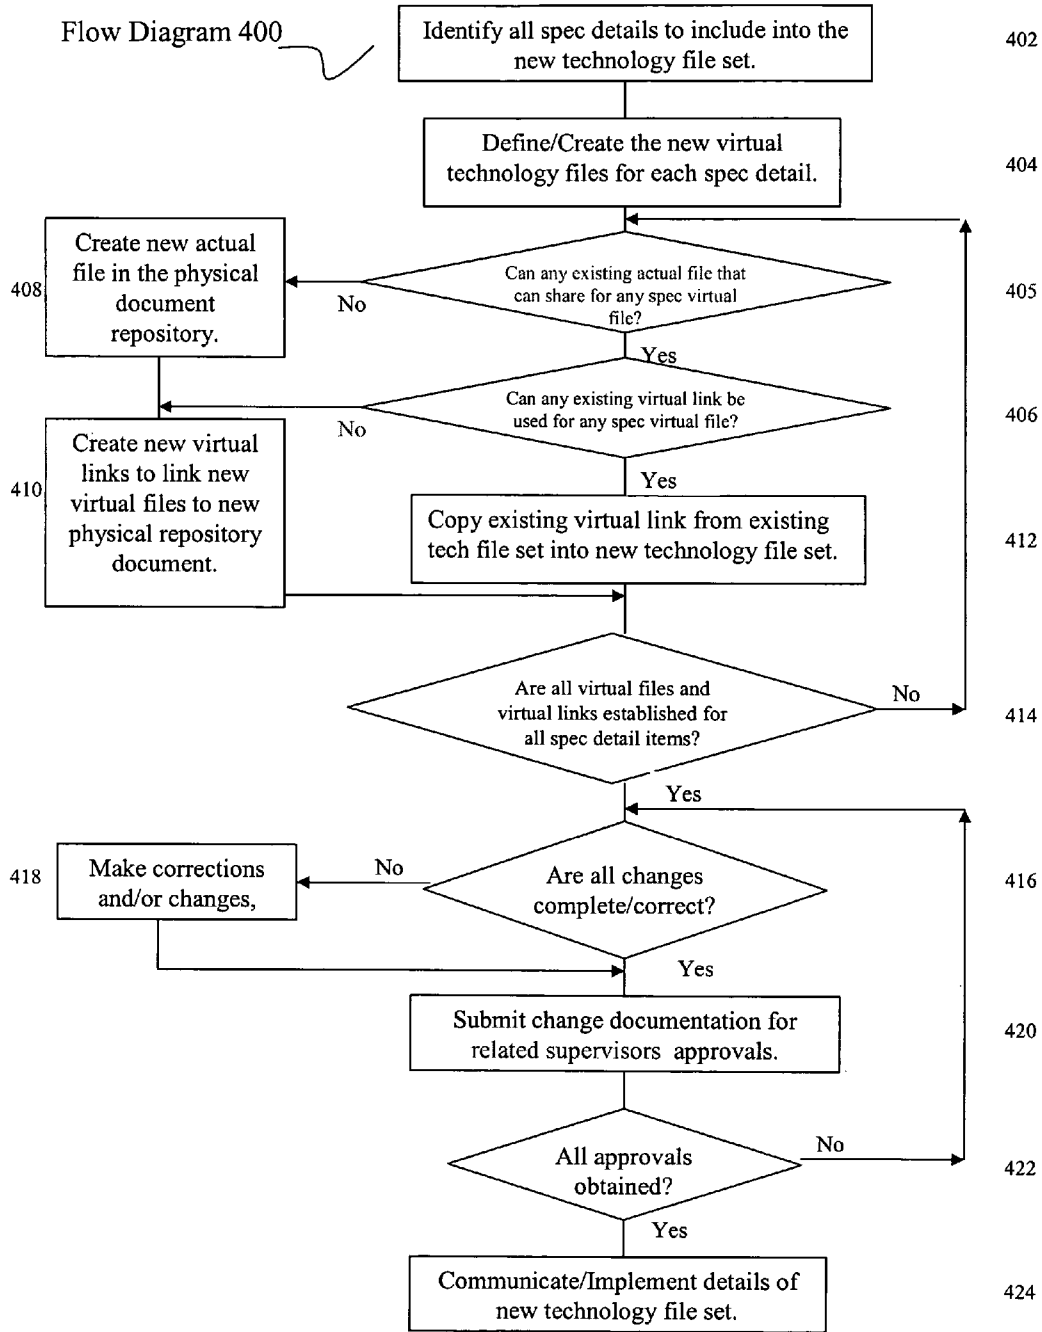 Flow Diagram 400
Identify all spec details to include into the
new technology file set.
402
Define/Create the new virtual
technology files for each spec detail.
404
Create new actual
file in the physical
document
repository.
408
No
Can any existing actual file that
can share for any spec virtual
file?
405
Yes
Can any existing virtual link be
used for any spec virtual file?
406
No
Create new virtual
links to link new
virtual files to new
physical repository
document.
410
Yes
Copy existing virtual link from existing
tech file set into new technology file set.
412
Are all virtual files and
virtual links established for
all spec detail items?
No
414
Yes
418
Make corrections
and/or changes,
No
Are all changes
complete/correct?
416
Yes
Submit change documentation for
related supervisors approvals.
420
All approvals
obtained?
No
422
Yes
Communicate/Implement details of
new technology file set.
424